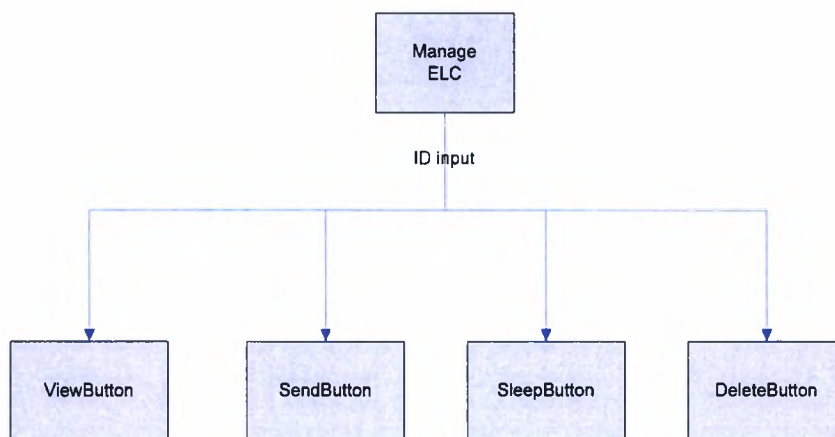 Manage
ELC
ID input
ViewButton
SendButton
SleepButton
DeleteButton